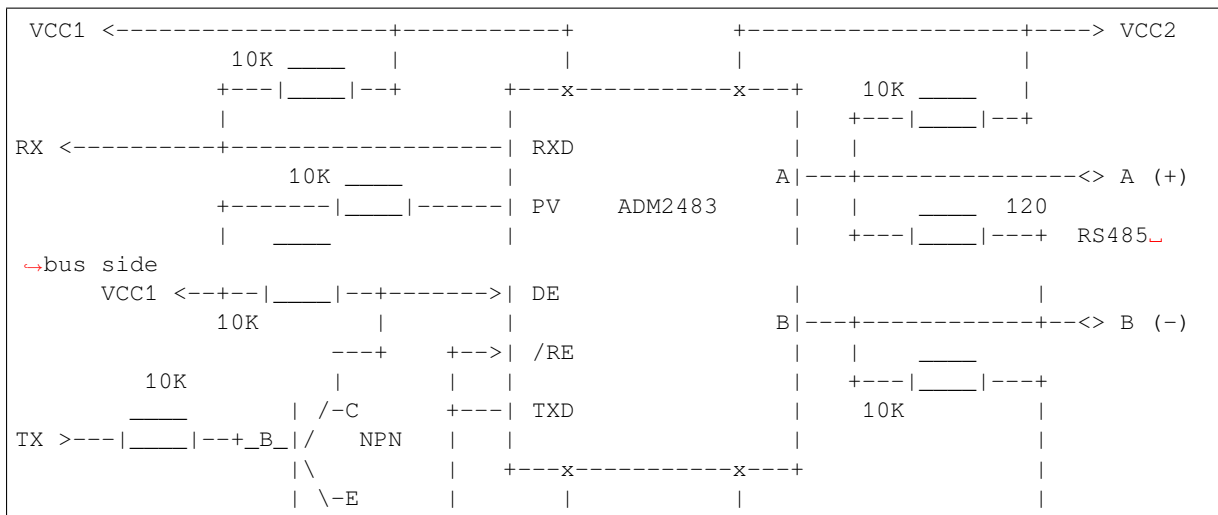 VCC1 <-------------------+-----------+           +-------------------+----> VCC2
               10K ____   |           |           |                   |
              +---|____|--+       +---x-----------x---+    10K ____   |
              |                   |                   |   +---|____|--+
RX <----------+-------------------| RXD               |   |
                   10K ____       |                  A|---+---------------<> A (+)
              +-------|____|------| PV    ADM2483     |   |    ____  120
              |   ____            |                   |   +---|____|---+  RS485␣
↪bus side
      VCC1 <--+--|____|--+------->| DE                |                |
              10K        |        |                  B|---+------------+--<> B (-)
                      ---+    +-->| /RE               |   |    ____
         10K          |       |   |                   |   +---|____|---+
        ____       | /-C      +---| TXD               |    10K         |
TX >---|____|--+_B_|/   NPN   |   |                   |                |
                   |\         |   +---x-----------x---+                |
                   | \-E      |       |           |                    |